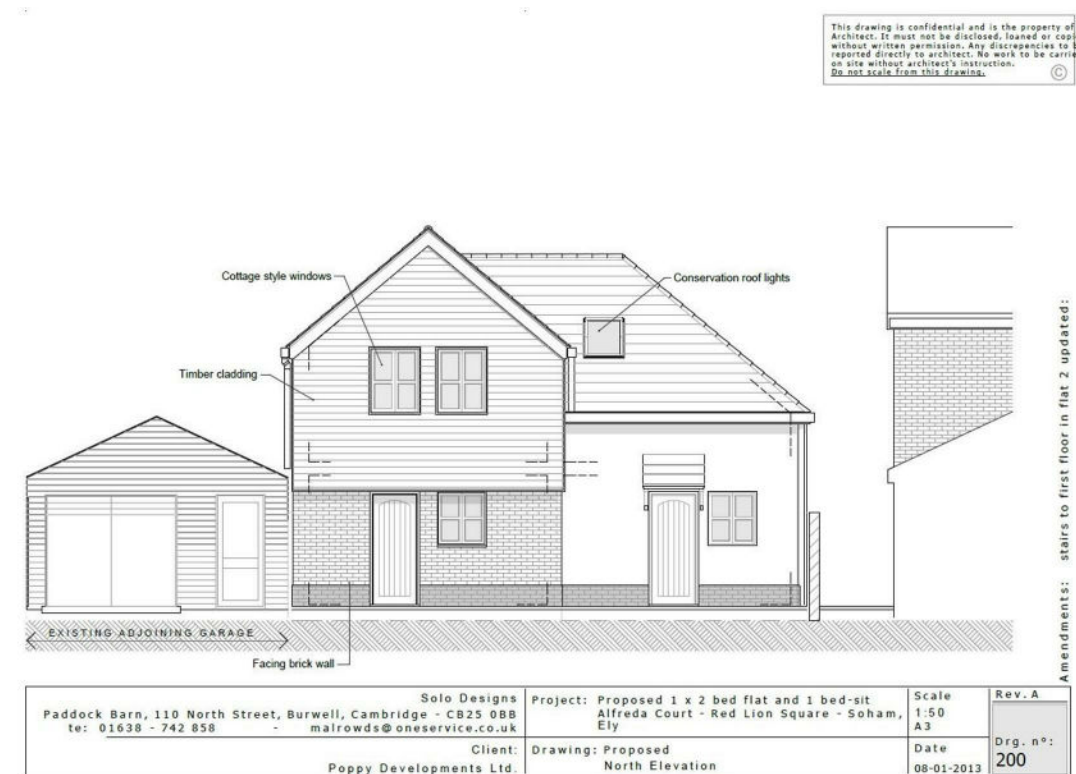 This drawing is confidential and is the property of
Architect. It must not be disclosed, loaned or copi
without written permission. Any discrepencies to b
reported directly to architect. No work to be carrie
on site without architect's instruction.
Do not scale from this drawing.
©
Cottage style windows
Conservation roof lights
Timber cladding
EXISTING ADJOINING GARAGE
Facing brick wall
Amendments: stairs to first floor in flat 2 updated:
Solo Designs
Paddock Barn, 110 North Street, Burwell, Cambridge - CB25 0BB
te: 01638 - 742 858 - malrowds@oneservice.co.uk
Client:
Poppy Developments Ltd.
Project: Proposed 1 x 2 bed flat and 1 bed-sit
Alfreda Court - Red Lion Square - Soham,
Ely
Drawing: Proposed
North Elevation
Scale
1:50
A3
Date
08-01-2013
Rev. A
Drg. n°:
200